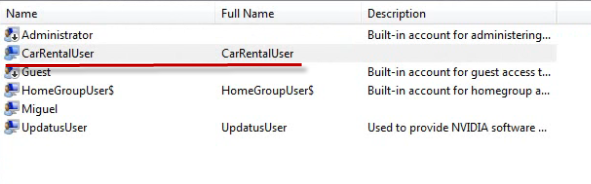 Name Full Name Description
Administrator Built-in account for administering...
CarRentalUser CarRentalUser
Guest Built-in account for guest access t...
HomeGroupUser$ HomeGroupUser$ Built-in account for homegroup a...
Miguel
UpdatusUser UpdatusUser Used to provide NVIDIA software ...